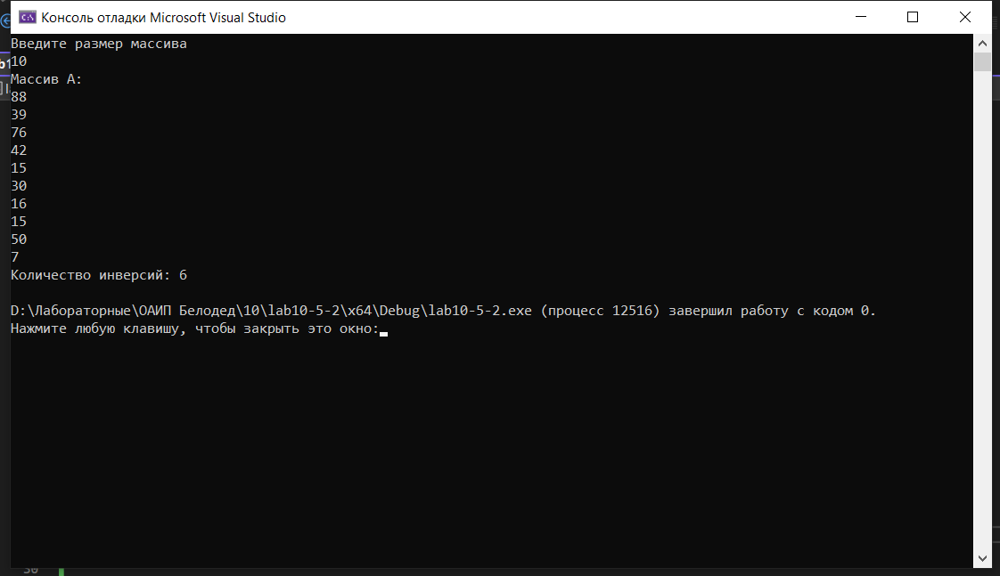 Консоль отладки Microsoft Visual Studio
Введите размер массива
10
Массив A:
88
39
76
42
15
30
16
15
50
7
Количество инверсий: 6
D:\Лабораторные\ОАИП Белодед\10\lab10-5-2\x64\Debug\lab10-5-2.exe (процесс 12516) завершил работу с кодом 0.
Нажмите любую клавишу, чтобы закрыть это окно: